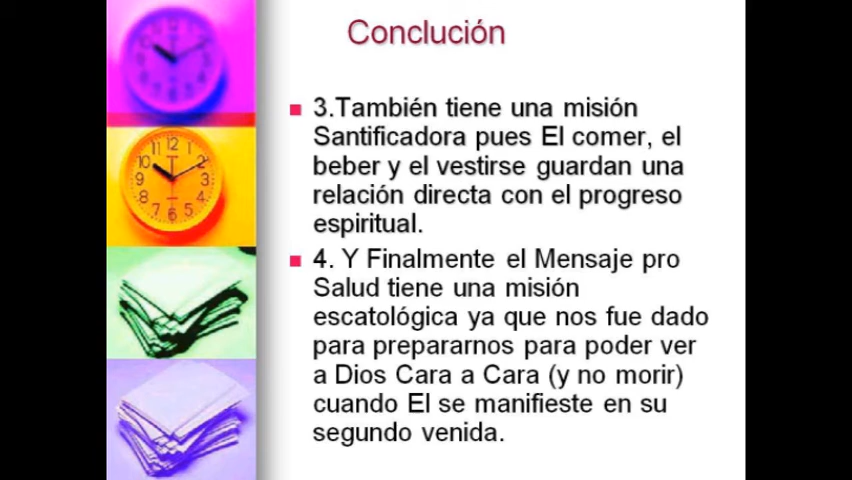 Conclución
3.También tiene una misión
Santificadora pues El comer, el
beber y el vestirse guardan una
relación directa con el progreso
espiritual.
4. Y Finalmente el Mensaje pro
Salud tiene una misión
escatológica ya que nos fue dado
para prepararnos para poder ver
a Dios Cara a Cara (y no morir)
cuando El se manifieste en su
segundo venida.